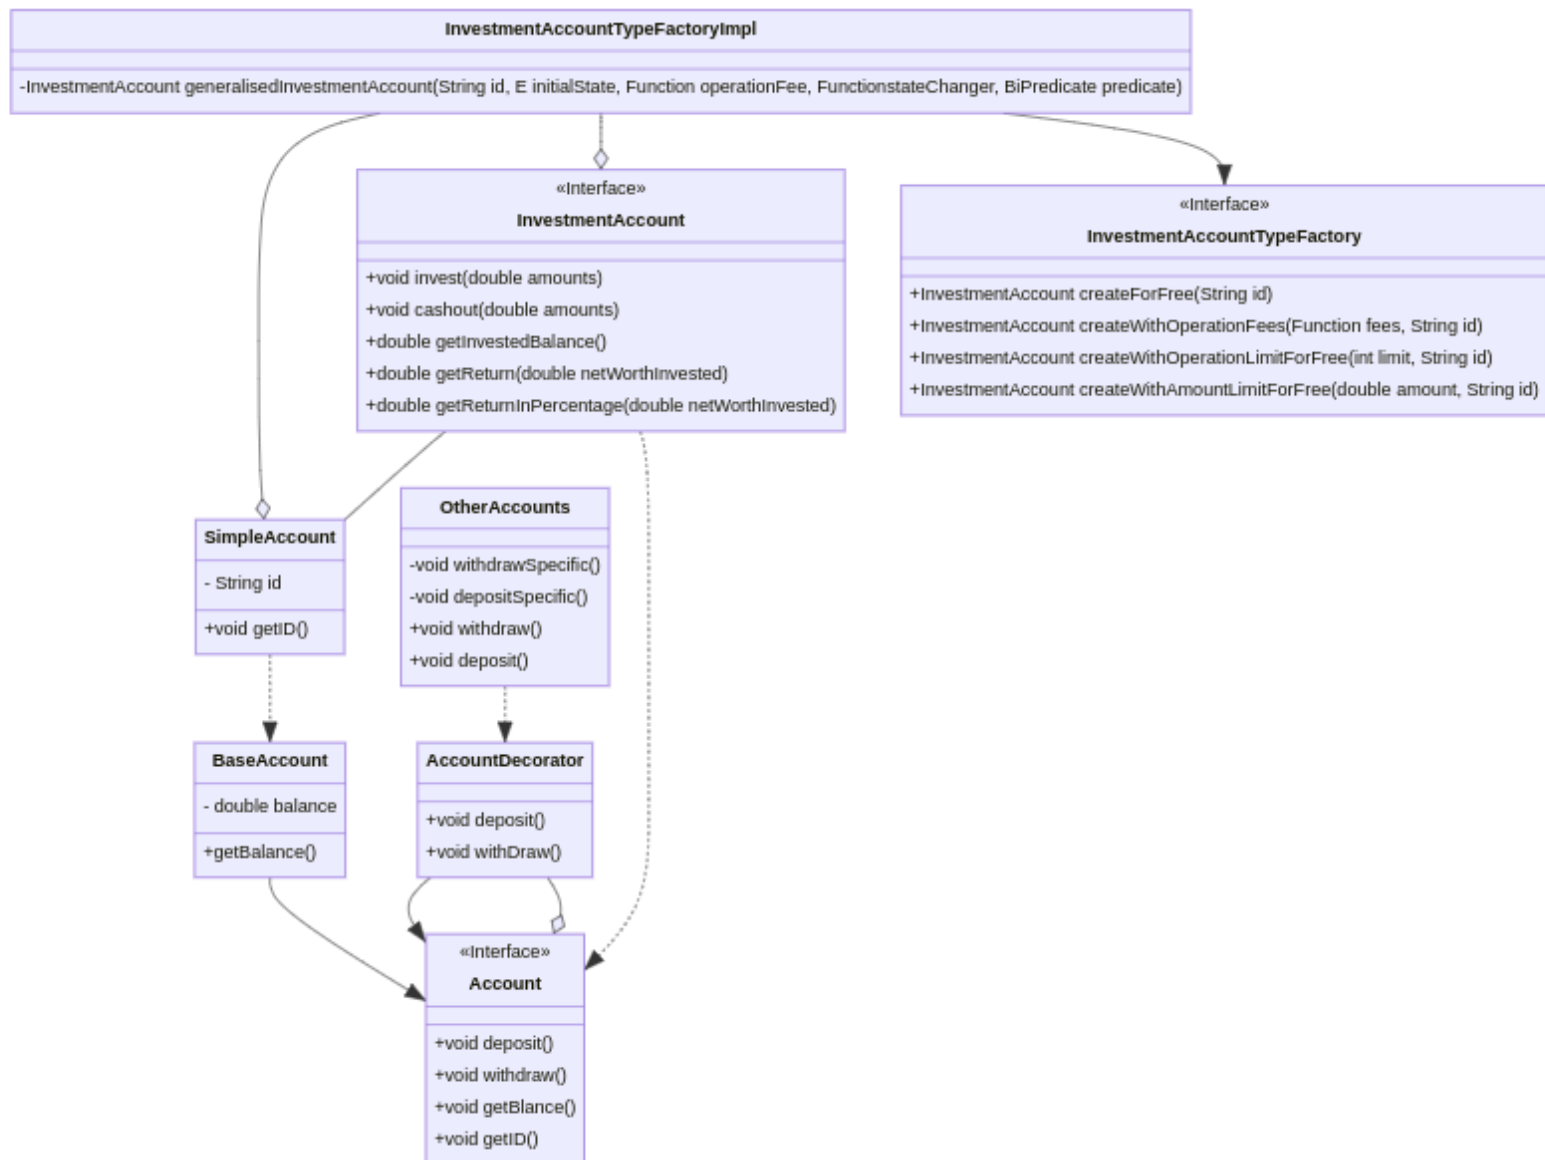 InvestmentAccountTypeFactoryImpl
-InvestmentAccount generalisedInvestmentAccount(String id, E initialState, Function operationFee, FunctionstateChanger, BiPredicate predicate)
«Interface»
InvestmentAccount
+void invest(double amounts)
+void cashout(double amounts)
+double getInvestedBalance()
+double getReturn(double netWorthInvested)
+double getReturnInPercentage(double netWorthInvested)
«Interface»
InvestmentAccountTypeFactory
+InvestmentAccount createForFree(String id)
+InvestmentAccount createWithOperationFees(Function fees, String id)
+InvestmentAccount createWithOperationLimitForFree(int limit, String id)
+InvestmentAccount createWithAmountLimitForFree(double amount, String id)
SimpleAccount
- String id
+void getID()
OtherAccounts
-void withdrawSpecific()
-void depositSpecific()
+void withdraw()
+void deposit()
BaseAccount
- double balance
+getBalance()
AccountDecorator
+void deposit()
+void withDraw()
«Interface»
Account
+void deposit()
+void withdraw()
+void getBlance()
+void getID()